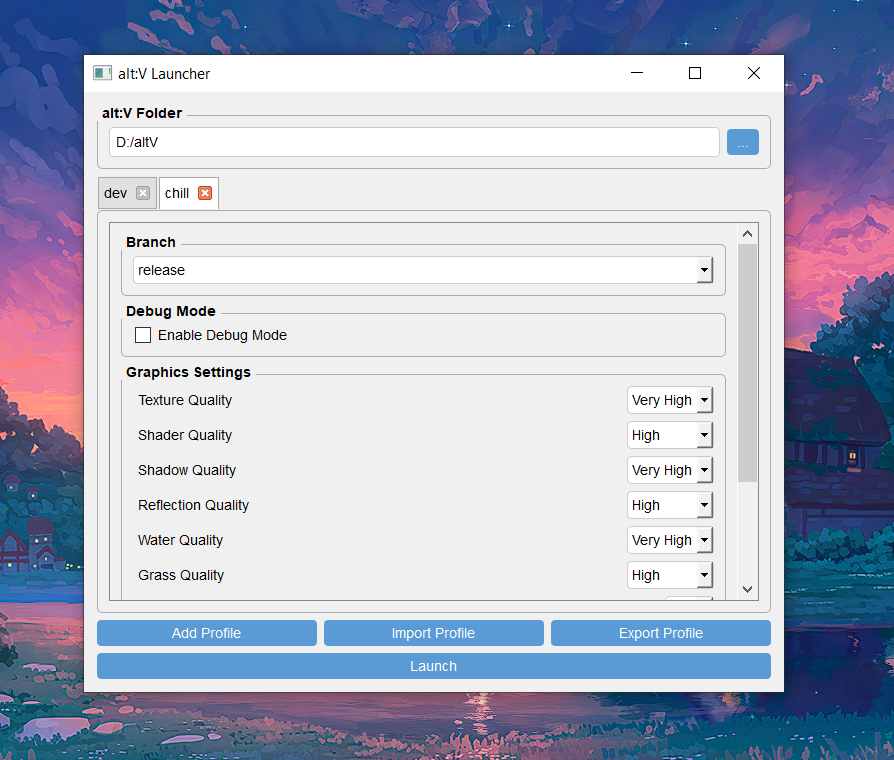 alt:V Launcher
alt:V Folder
D:/altV
...
dev
chill
Branch
release
Debug Mode
Enable Debug Mode
Graphics Settings
Texture Quality Very High
Shader Quality High
Shadow Quality Very High
Reflection Quality High
Water Quality Very High
Grass Quality High
Add Profile Import Profile Export Profile
Launch